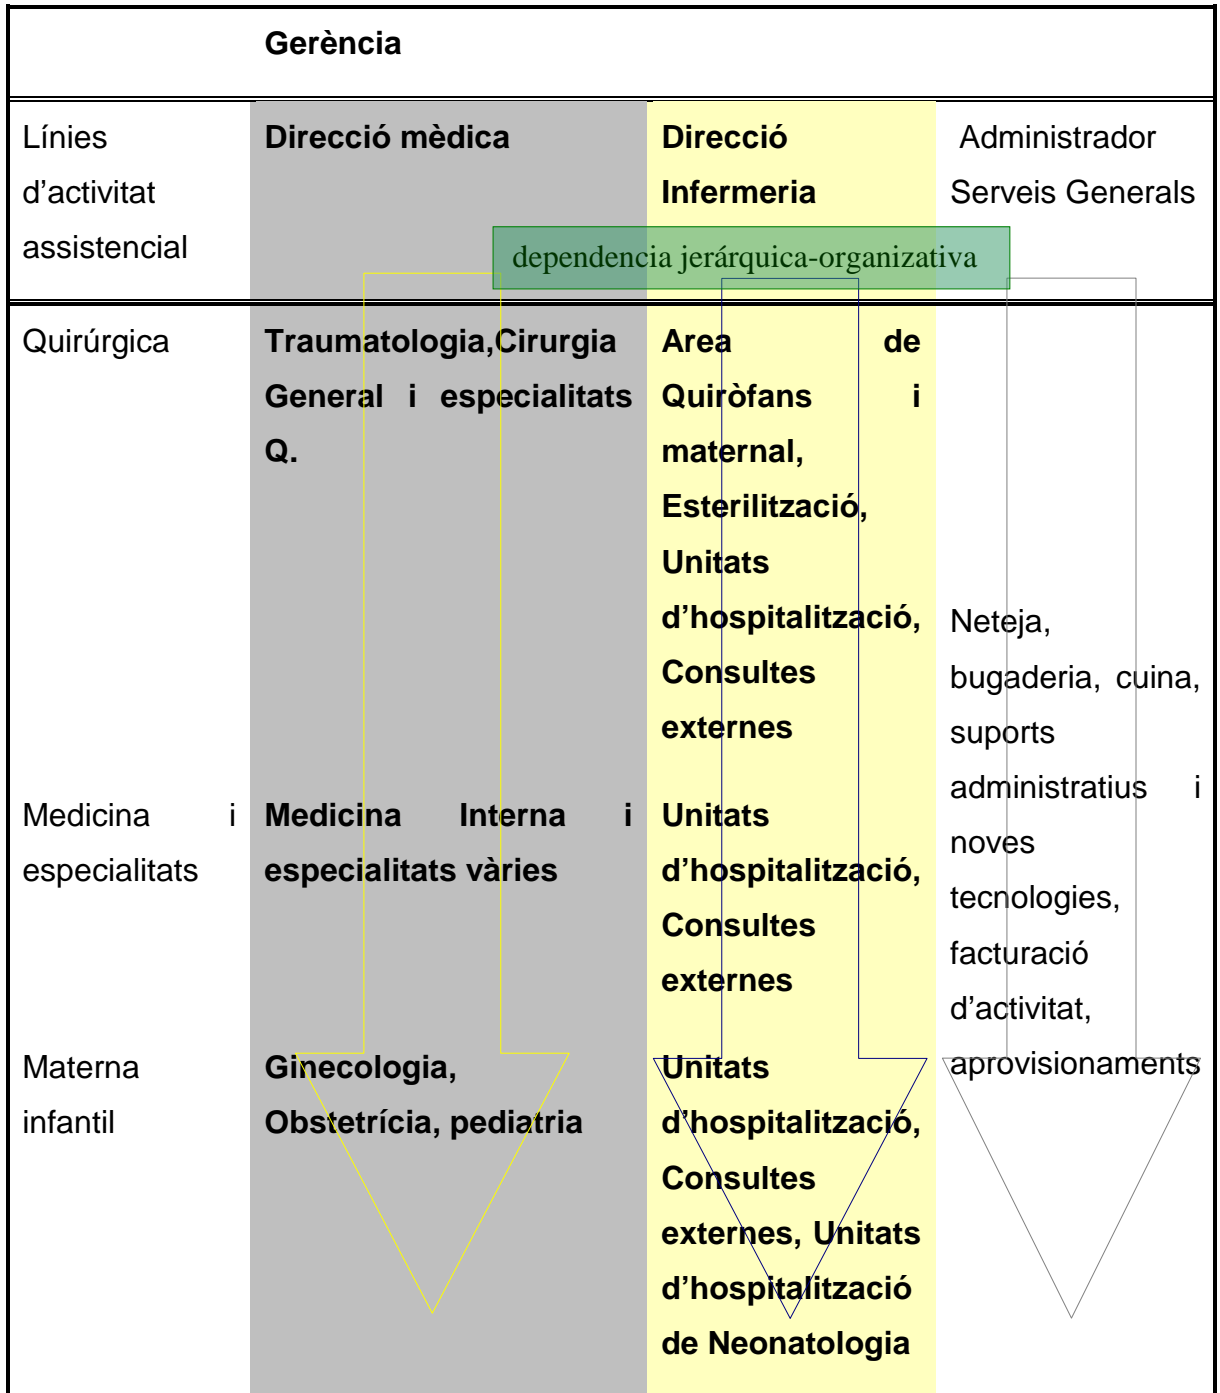 Gerència
Línies
d’activitat
assistencial
Direcció mèdica
Direcció
Infermeria
Administrador
Serveis Generals
dependencia jerárquica-organizativa
Quirúrgica
Traumatologia,Cirurgia
General i especialitats
Q.
Area de
Quiròfans i
maternal,
Esterilització,
Unitats
d’hospitalització,
Consultes
externes
Neteja,
bugaderia, cuina,
suports
administratius i
noves
tecnologies,
facturació
d’activitat,
aprovisionaments
Medicina i
especialitats
Medicina Interna i
especialitats vàries
Unitats
d’hospitalització,
Consultes
externes
Materna
infantil
Ginecologia,
Obstetrícia, pediatria
Unitats
d’hospitalització,
Consultes
externes, Unitats
d’hospitalització
de Neonatologia